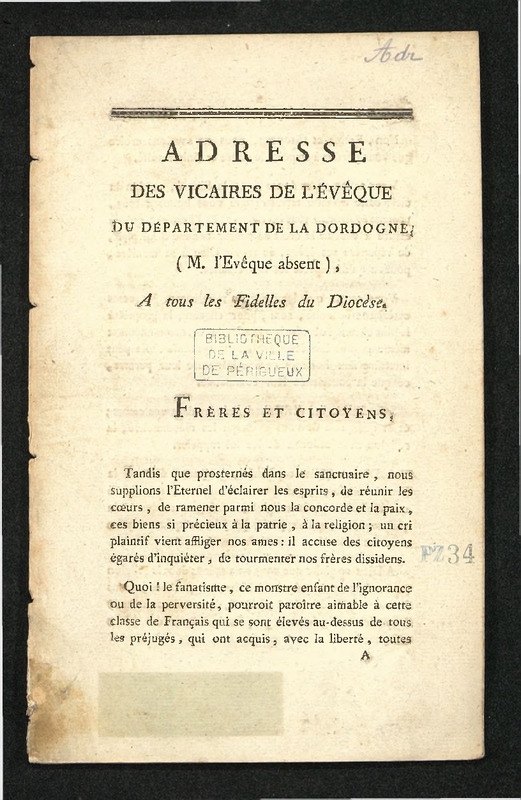 Adr
ADRESSE
DES VICAIRES DE L'ÉVÊQUE
DU DÉPARTEMENT DE LA DORDOGNE,
( M. l'Evêque absent ),
A tous les Fidelles du Diocèse.
BIBLIOTHÈQUE
DE LA VILLE
DE PÉRIGUEUX
FRÈRES ET CITOYENS,
Tandis que prosternés dans le sanctuaire, nous
supplions l'Eternel d'éclairer les esprits, de réunir les
cœurs, de ramener parmi nous la concorde et la paix,
ces biens si précieux à la patrie, à la religion; un cri
plaintif vient affliger nos ames: il accuse des citoyens
égarés d'inquiéter, de tourmenter nos frères dissidens.
PZ34
Quoi! le fanatisme, ce monstre enfant de l'ignorance
ou de la perversité, pourroit paroître aimable à cette
classe de Français qui se sont élevés au-dessus de tous
les préjugés, qui ont acquis, avec la liberté, toutes
A